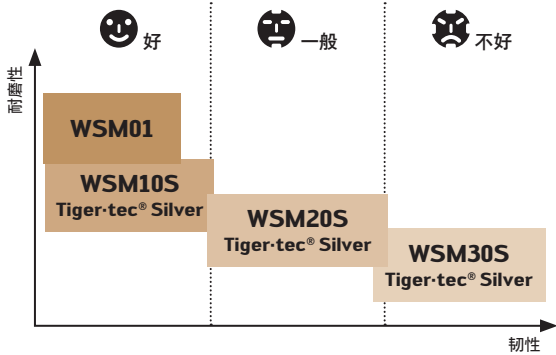 好
一般
不好
耐磨性
WSM01
WSM10S
Tiger·tec® Silver
WSM20S
Tiger·tec® Silver
WSM30S
Tiger·tec® Silver
韧性